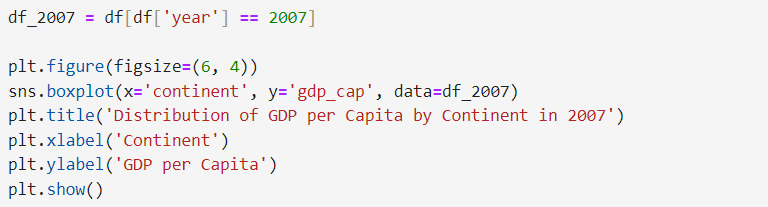 df_2007 = df[df['year'] == 2007]
plt.figure(figsize=(6, 4))
sns.boxplot(x='continent', y='gdp_cap', data=df_2007)
plt.title('Distribution of GDP per Capita by Continent in 2007')
plt.xlabel('Continent')
plt.ylabel('GDP per Capita')
plt.show()